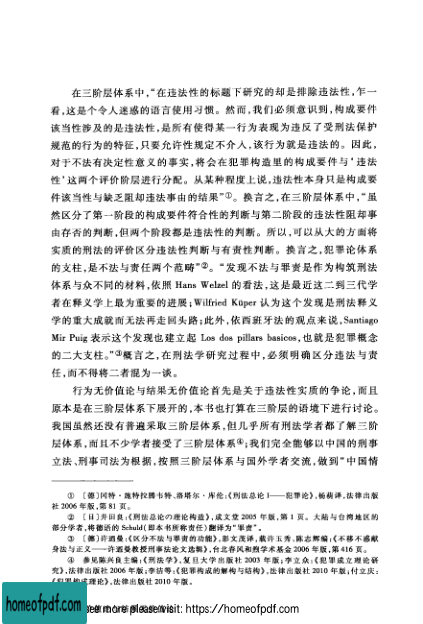 在三阶层体系中,“在违法性的标题下研究的却是排除违法性,乍一
看,这是个令人迷惑的语言使用习惯。然而,我们必须意识到,构成要件
该当性涉及的是违法性,是所有使得某一行为表现为违反了受刑法保护
规范的行为的特征,只要允许性规定不介入,该行为就是违法的。因此,
对于不法有决定性意义的事实,将会在犯罪构造里的构成要件与‘违法
性’这两个评价阶层进行分配。从某种程度上说,违法性本身只是构成要
件该当性与缺乏阻却违法事由的结果”①。换言之,在三阶层体系中,“虽
然区分了第一阶段的构成要件符合性的判断与第二阶段的违法性阻却事
由存否的判断,但两个阶段都是违法性的判断。所以,可以从大的方面将
实质的刑法的评价区分违法性判断与有责性判断。换言之,犯罪论体系
的支柱,是不法与责任两个范畴”②。“发现不法与罪责是作为构筑刑法
体系与众不同的材料,依照 Hans Welzel 的看法,这是最近这二到三代学
者在释义学上最为重要的进展;Wilfried Küper 认为这个发现是刑法释义
学的重大成就而无法再走回头路;此外,依西班牙法的观点来说,Santiago
Mir Puig 表示这个发现也建立起 Los dos pillars basicos,也就是犯罪概念
的二大支柱。”③概言之,在刑法学研究过程中,必须明确区分违法与责
任,而不得将二者混为一谈。
行为无价值论与结果无价值论首先是关于违法性实质的争论,而且
原本是在三阶层体系下展开的,本书也打算在三阶层的语境下进行讨论。
我国虽然还没有普遍采取三阶层体系,但几乎所有刑法学者都了解三阶
层体系,而且不少学者接受了三阶层体系④;我们完全能够以中国的刑事
立法、刑事司法为根据,按照三阶层体系与国外学者交流,做到“中国情
① 〔德〕冈特·施特拉腾韦特、洛塔尔·库伦:《刑法总论Ⅰ——犯罪论》,杨萌译,法律出版
社 2006 年版,第 81 页。
② 〔日〕井田良:《刑法总论の理论构造》,成文堂 2005 年版,第 1 页。大陆与台湾地区的
部分学者,将德语的 Schuld(即本书所称责任)翻译为“罪责”。
③ 〔德〕许迺曼:《区分不法与罪责的功能》,彭文茂译,载许玉秀、陈志辉编:《不移不惑献
身法与正义——许迺曼教授刑事法论文选辑》,台北春风和煦学术基金 2006 年版,第 416 页。
④ 参见陈兴良主编:《刑法学》,复旦大学出版社 2003 年版;李立众:《犯罪成立理论研
究》,法律出版社 2006 年版;李洁等:《犯罪构成的解构与结构》,法律出版社 2010 年版;付立庆:
《犯罪构成理论》,法律出版社 2010 年版。
homeofpdf.com
see more please visit: https://homeofpdf.com